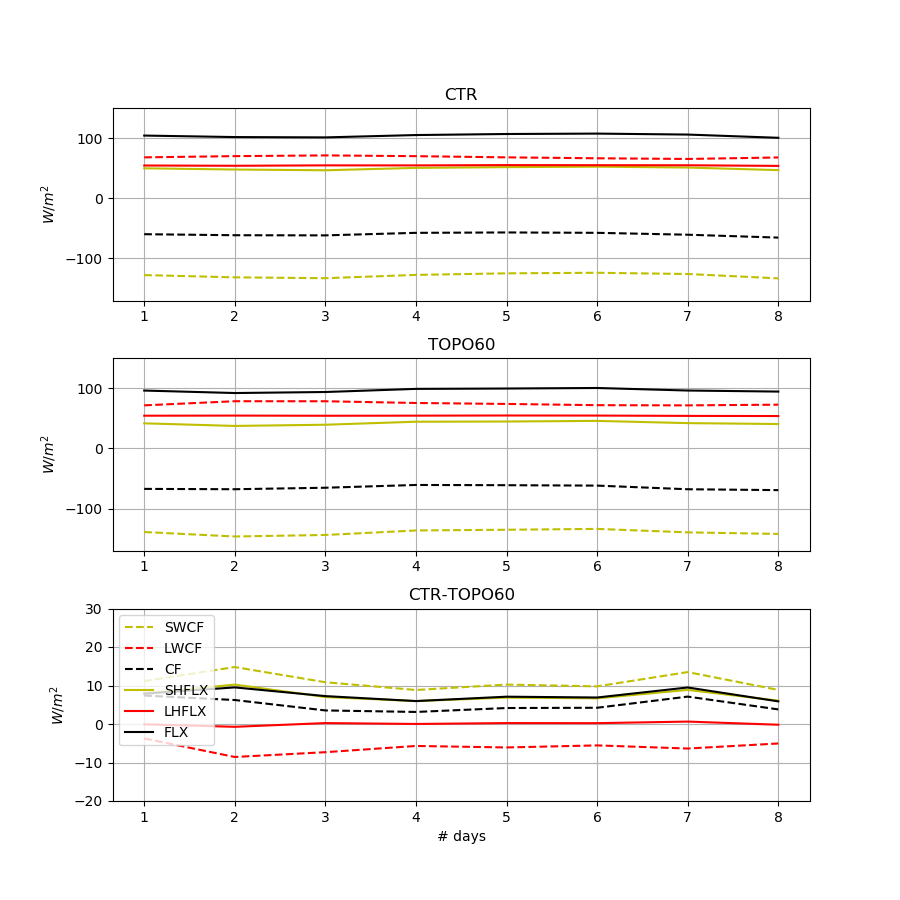 CTR
100
0
−100
W/m²
1 2 3 4 5 6 7 8
TOPO60
100
0
−100
W/m²
1 2 3 4 5 6 7 8
CTR-TOPO60
30
20
10
0
−10
−20
W/m²
SWCF
LWCF
CF
SHFLX
LHFLX
FLX
1 2 3 4 5 6 7 8
# days